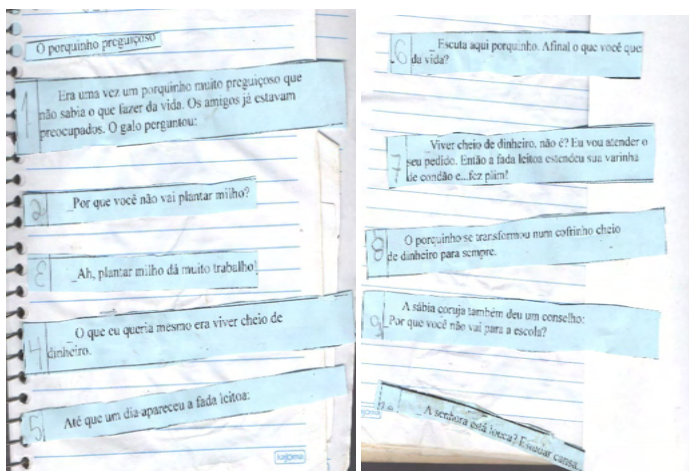 O porquinho preguiçoso
1 Era uma vez um porquinho muito preguiçoso que
não sabia o que fazer da vida. Os amigos já estavam
preocupados. O galo perguntou:
2 _Por que você não vai plantar milho?
3 _Ah, plantar milho dá muito trabalho!
4 _O que eu queria mesmo era viver cheio de
dinheiro.
5 Até que um dia apareceu a fada leitoa:
6 _Escuta aqui porquinho. Afinal o que você quer
da vida?
7 _Viver cheio de dinheiro, não é? Eu vou atender o
seu pedido. Então a fada leitoa estendeu sua varinha
de condão e...fez plim!
8 O porquinho se transformou num cofrinho cheio
de dinheiro para sempre.
9 A sábia coruja também deu um conselho:
_Por que você não vai para a escola?
_A senhora está louca? Estudar cansa